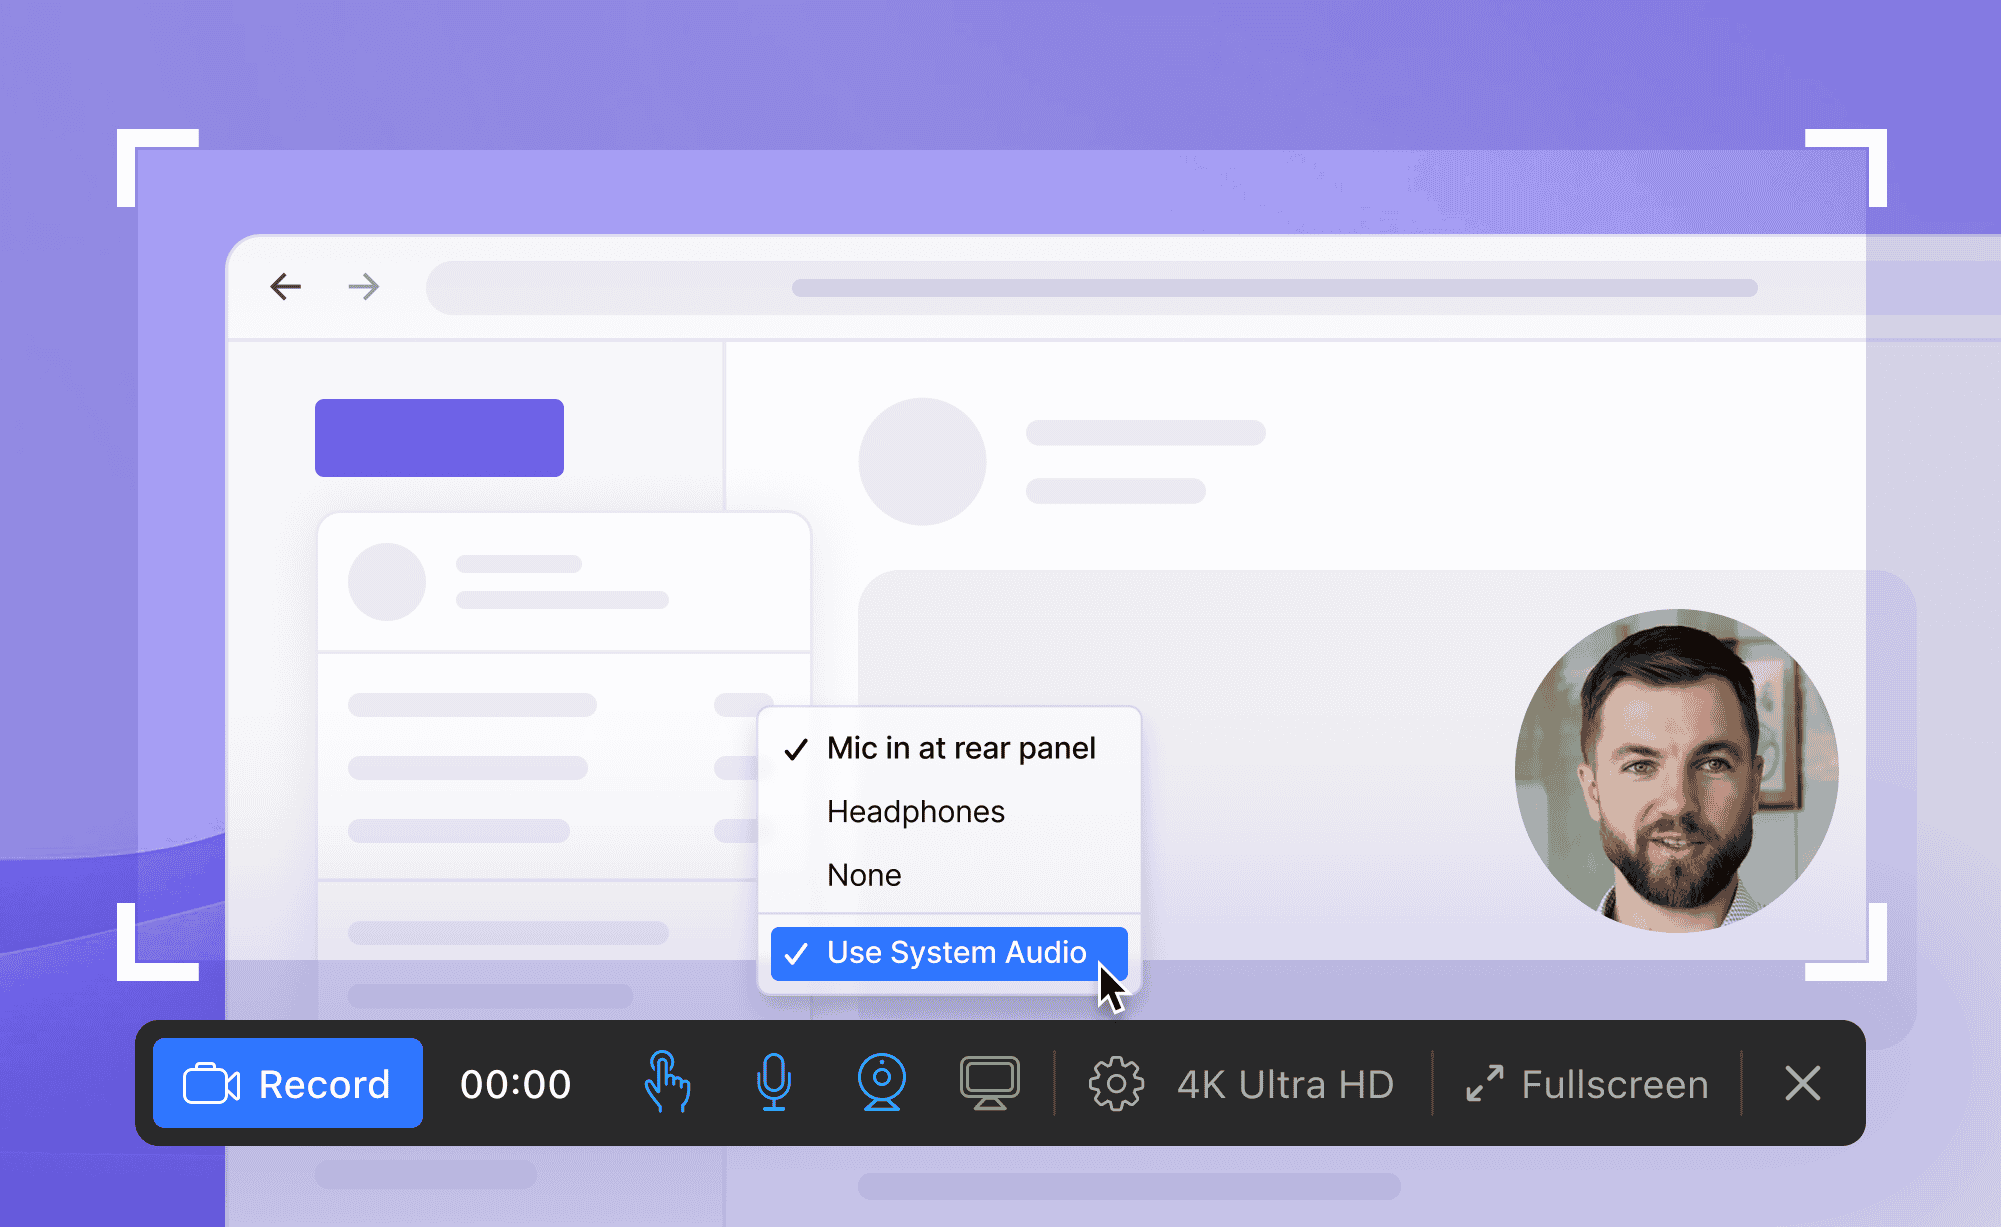 Mic in at rear panel
Headphones
None
Use System Audio
Record 00:00 4K Ultra HD Fullscreen